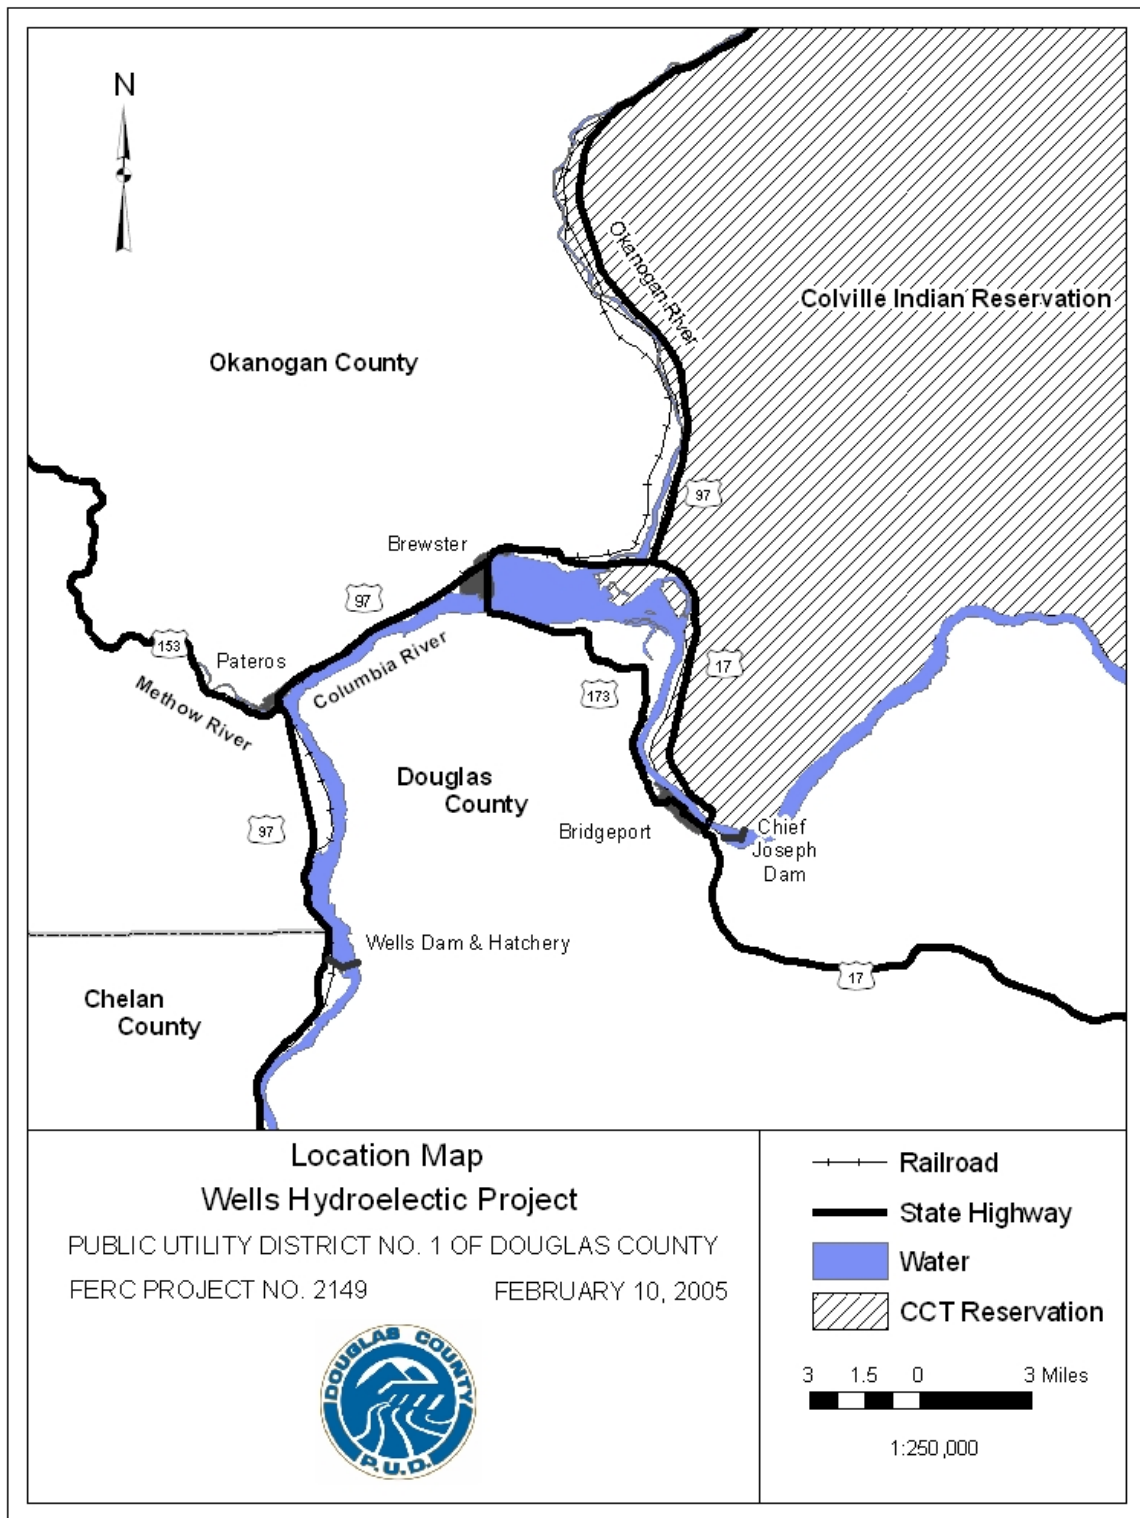 N
Okanogan River
Colville Indian Reservation
Okanogan County
97
Brewster
97
153
Pateros
Columbia River
17
Methow River
173
Douglas
County
97
Bridgeport
Chief
Joseph
Dam
Wells Dam & Hatchery
17
Chelan
County
Location Map
Wells Hydroelectic Project
PUBLIC UTILITY DISTRICT NO. 1 OF DOUGLAS COUNTY
FERC PROJECT NO. 2149 FEBRUARY 10, 2005
DOUGLAS COUNTY
P.U.D.
Railroad
State Highway
Water
CCT Reservation
3 1.5 0 3 Miles
1:250,000